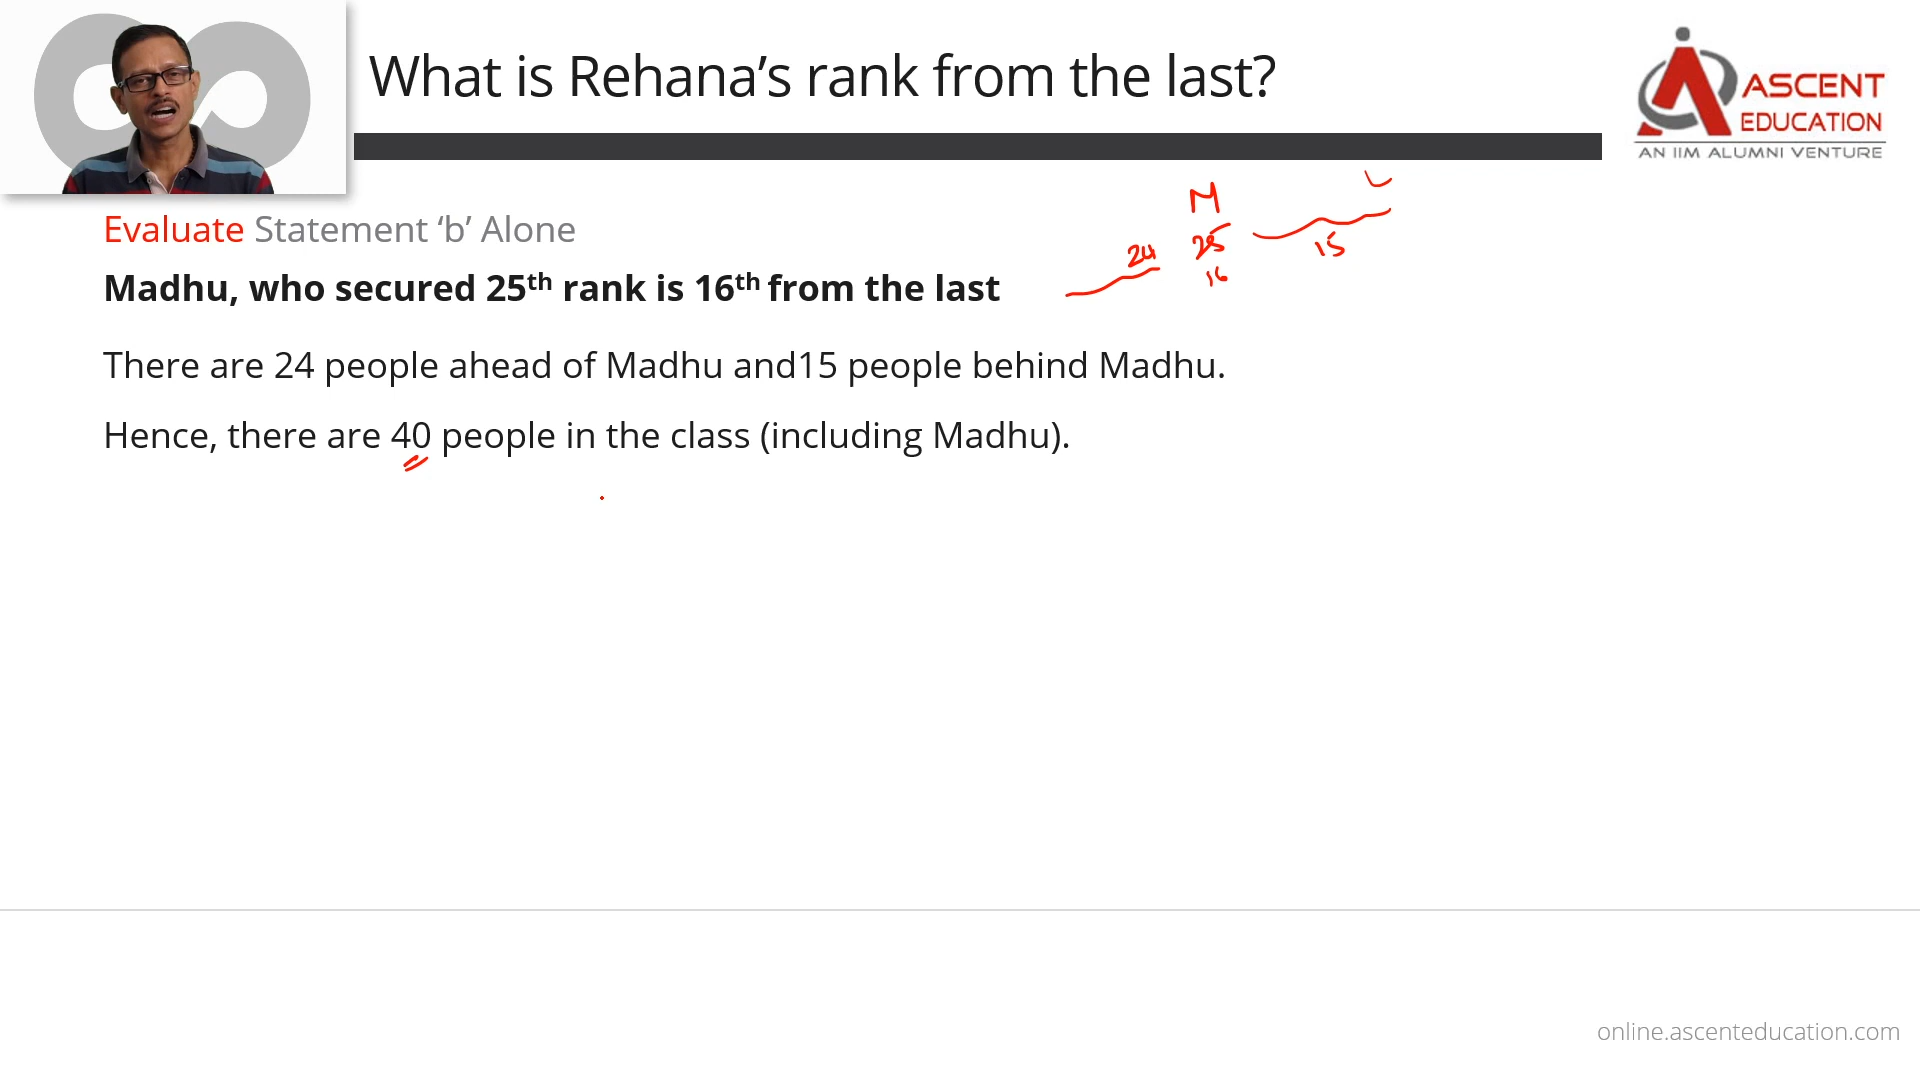 What is Rehana’s rank from the last?
ASCENT
EDUCATION
AN IIM ALUMNI VENTURE
Evaluate Statement ‘b’ Alone
M
L
24 25 15
16
Madhu, who secured 25th rank is 16th from the last
There are 24 people ahead of Madhu and15 people behind Madhu.
Hence, there are 40 people in the class (including Madhu).
online.ascenteducation.com